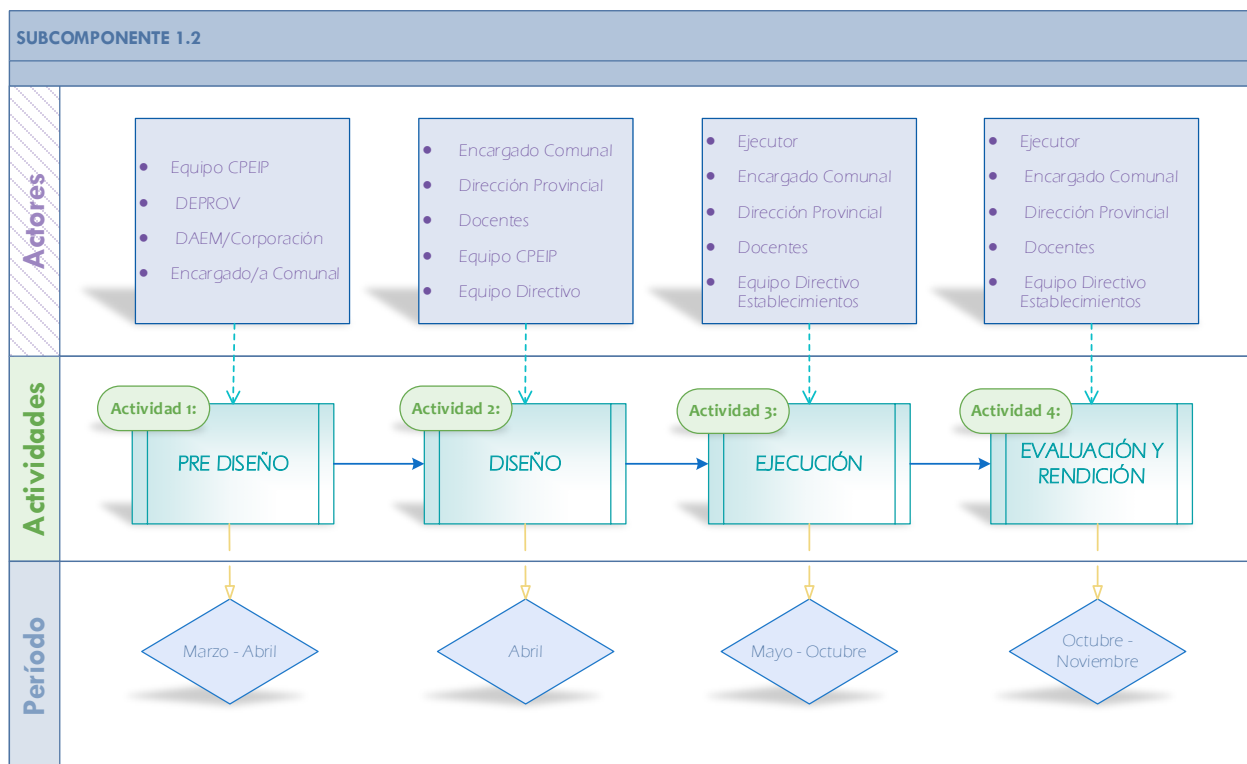 SUBCOMPONENTE 1.2
Actores
• Equipo CPEIP
• DEPROV
• DAEM/Corporación
• Encargado/a Comunal
• Encargado Comunal
• Dirección Provincial
• Docentes
• Equipo CPEIP
• Equipo Directivo
• Ejecutor
• Encargado Comunal
• Dirección Provincial
• Docentes
• Equipo Directivo
Establecimientos
• Ejecutor
• Encargado Comunal
• Dirección Provincial
• Docentes
• Equipo Directivo
Establecimientos
Actividades
Actividad 1:
PRE DISEÑO
Actividad 2:
DISEÑO
Actividad 3:
EJECUCIÓN
Actividad 4:
EVALUACIÓN Y
RENDICIÓN
Período
Marzo - Abril
Abril
Mayo - Octubre
Octubre -
Noviembre